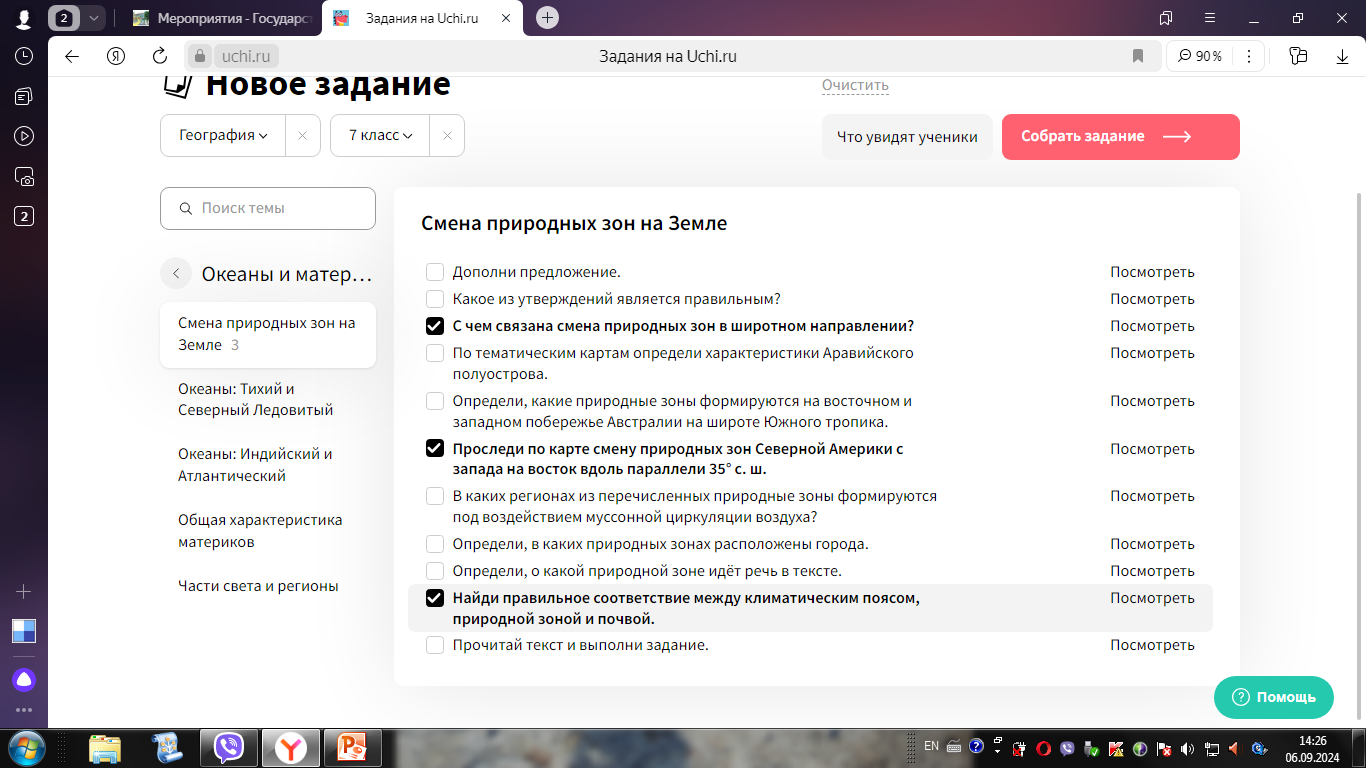 2
Мероприятия - Государст
Задания на Uchi.ru
uchi.ru
Задания на Uchi.ru
90 %
2
Новое задание
Очистить
География
7 класс
Что увидят ученики
Собрать задание
Поиск темы
Океаны и матер...
Смена природных зон на
Земле 3
Океаны: Тихий и
Северный Ледовитый
Океаны: Индийский и
Атлантический
Общая характеристика
материков
Части света и регионы
Смена природных зон на Земле
Дополни предложение. Посмотреть
Какое из утверждений является правильным? Посмотреть
С чем связана смена природных зон в широтном направлении? Посмотреть
По тематическим картам определи характеристики Аравийского Посмотреть
полуострова.
Определи, какие природные зоны формируются на восточном и Посмотреть
западном побережье Австралии на широте Южного тропика.
Проследи по карте смену природных зон Северной Америки с Посмотреть
запада на восток вдоль параллели 35° с. ш.
В каких регионах из перечисленных природные зоны формируются Посмотреть
под воздействием муссонной циркуляции воздуха?
Определи, в каких природных зонах расположены города. Посмотреть
Определи, о какой природной зоне идёт речь в тексте. Посмотреть
Найди правильное соответствие между климатическим поясом, Посмотреть
природной зоной и почвой.
Прочитай текст и выполни задание. Посмотреть
Помощь
EN
14:26
06.09.2024